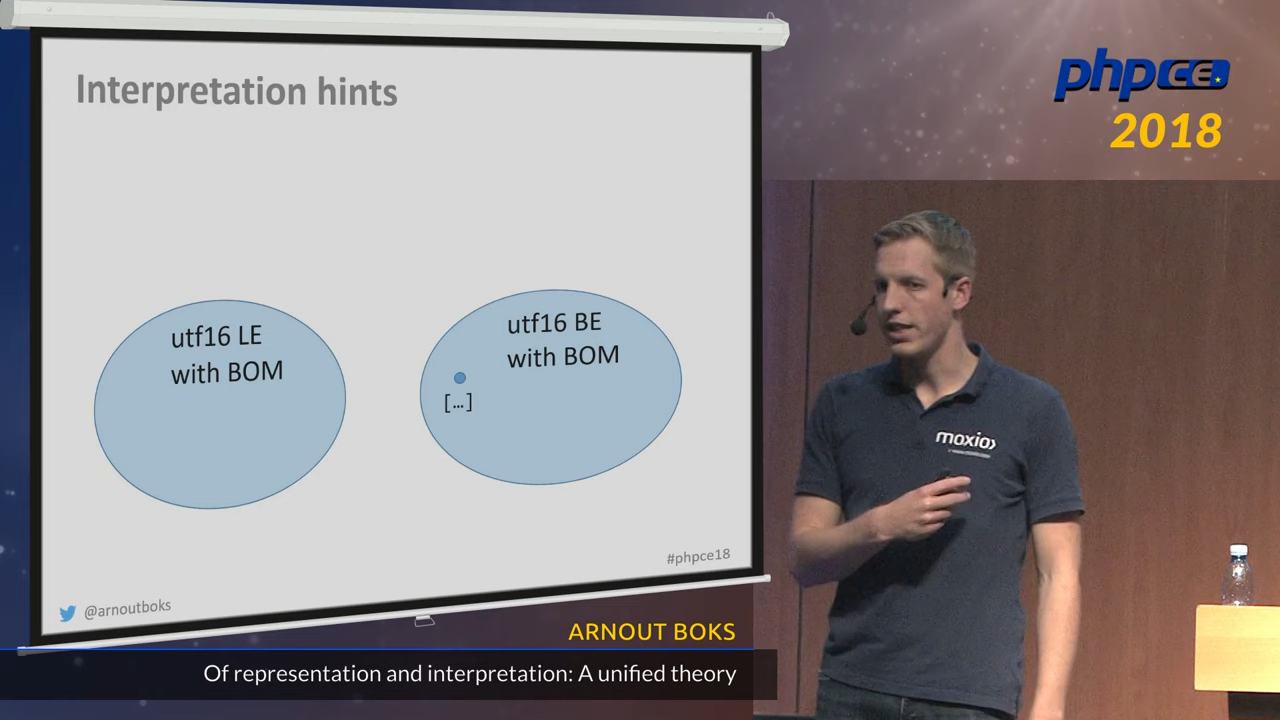 Interpretation hints
utf16 LE
with BOM
utf16 BE
with BOM
[...]
#phpce18
@arnoutboks
phpce
2018
moxio
ARNOUT BOKS
Of representation and interpretation: A unified theory